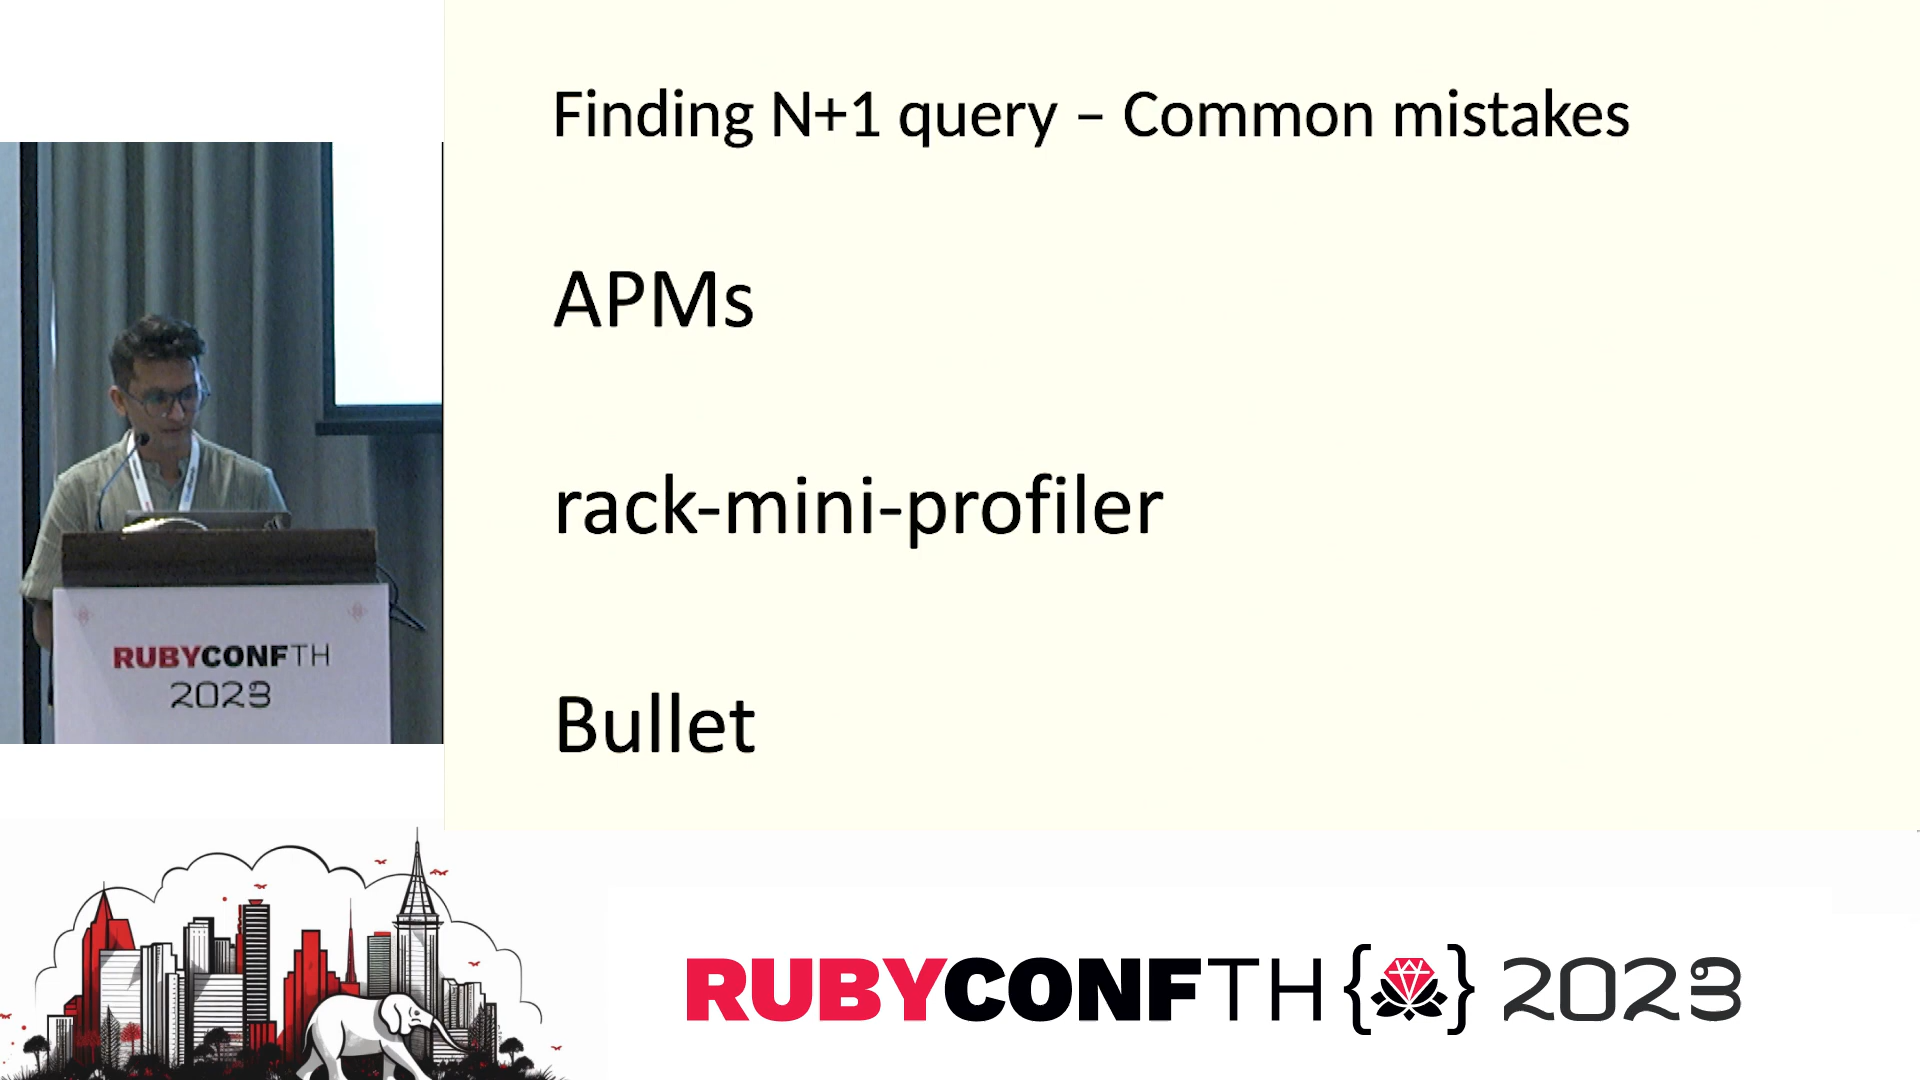 Finding N+1 query – Common mistakes
APMs
rack-mini-profiler
Bullet
RUBYCONFTH
2023
RUBYCONFTH 2023